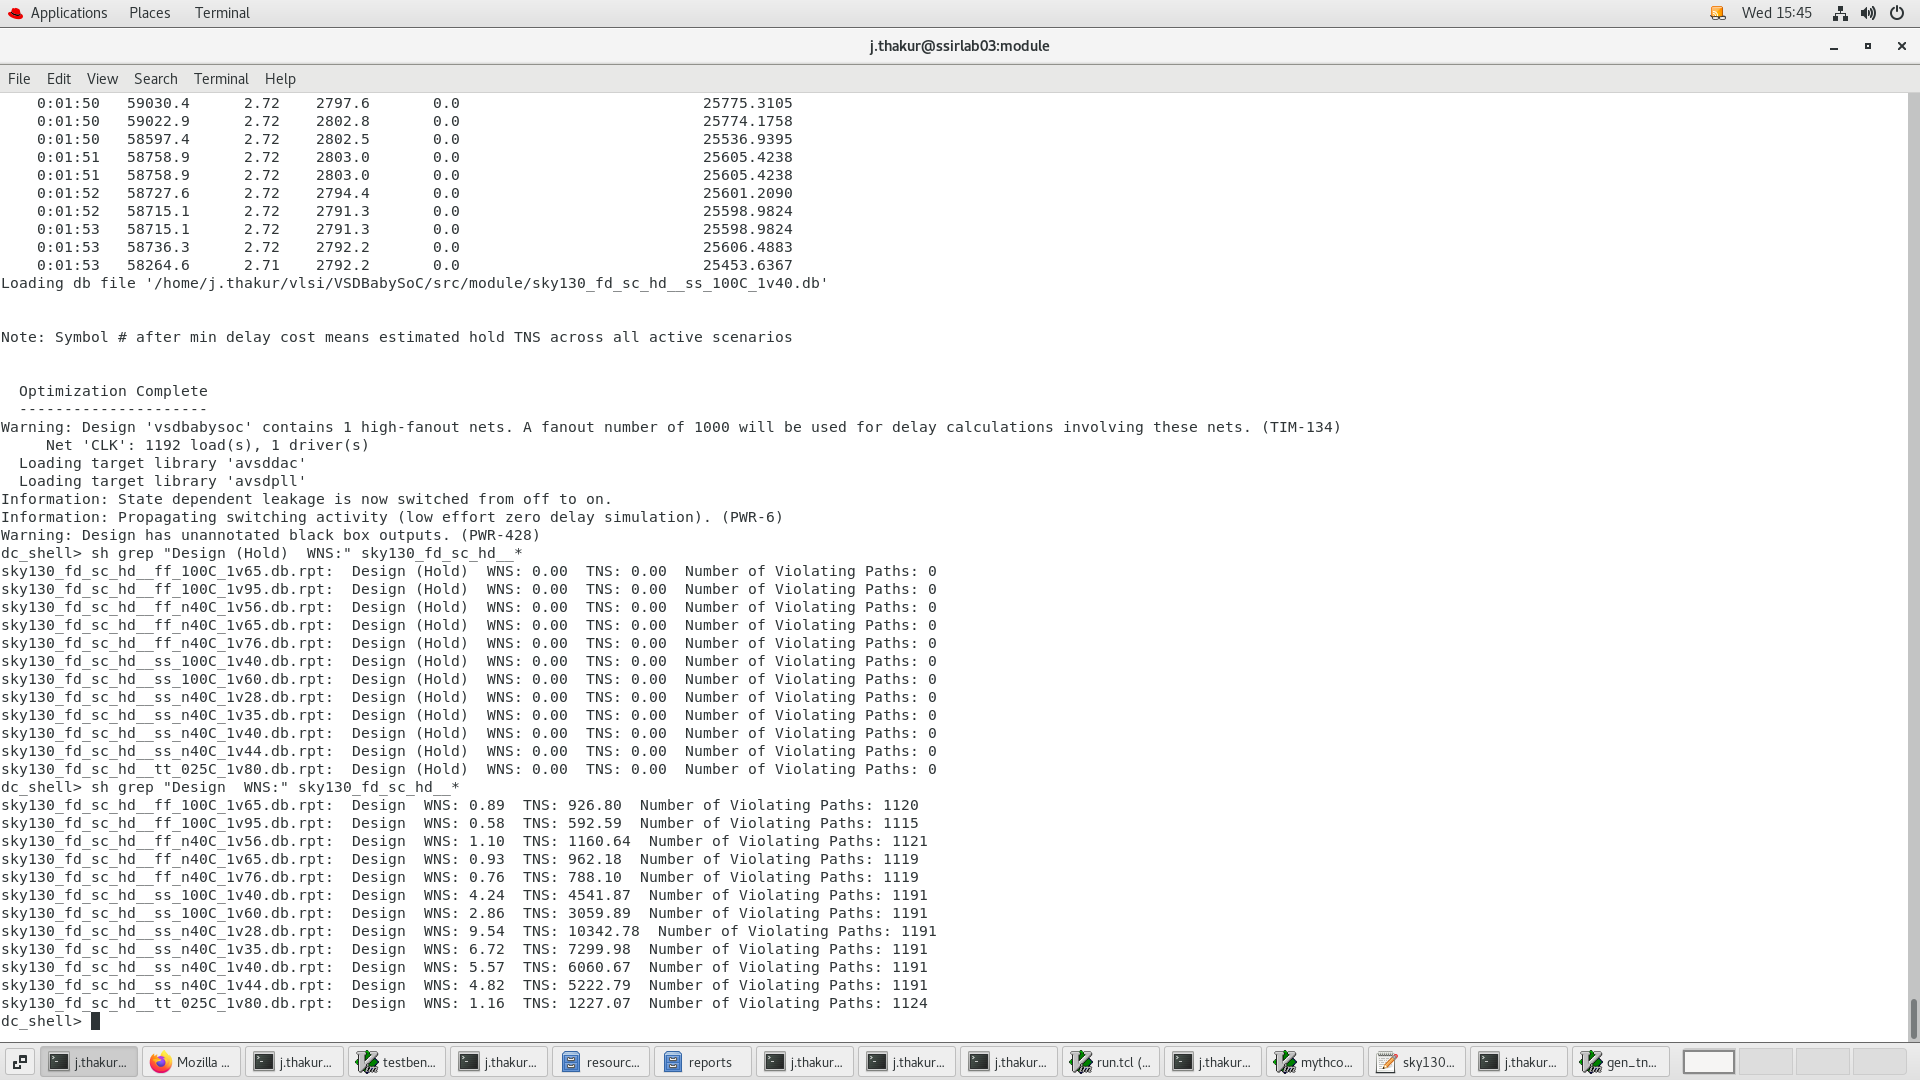 Applications Places Terminal Wed 15:45
j.thakur@ssirlab03:module
File Edit View Search Terminal Help
0:01:50 59030.4 2.72 2797.6 0.0 25775.3105
0:01:50 59022.9 2.72 2802.8 0.0 25774.1758
0:01:50 58597.4 2.72 2802.5 0.0 25536.9395
0:01:51 58758.9 2.72 2803.0 0.0 25605.4238
0:01:51 58758.9 2.72 2803.0 0.0 25605.4238
0:01:52 58727.6 2.72 2794.4 0.0 25601.2090
0:01:52 58715.1 2.72 2791.3 0.0 25598.9824
0:01:53 58715.1 2.72 2791.3 0.0 25598.9824
0:01:53 58736.3 2.72 2792.2 0.0 25606.4883
0:01:53 58264.6 2.71 2792.2 0.0 25453.6367
Loading db file '/home/j.thakur/vlsi/VSDBabySoC/src/module/sky130_fd_sc_hd__ss_100C_1v40.db'
Note: Symbol # after min delay cost means estimated hold TNS across all active scenarios
Optimization Complete
---------------------
Warning: Design 'vsdbabysoc' contains 1 high-fanout nets. A fanout number of 1000 will be used for delay calculations involving these nets. (TIM-134)
Net 'CLK': 1192 load(s), 1 driver(s)
Loading target library 'avsddac'
Loading target library 'avsdpll'
Information: State dependent leakage is now switched from off to on.
Information: Propagating switching activity (low effort zero delay simulation). (PWR-6)
Warning: Design has unannotated black box outputs. (PWR-428)
dc_shell> sh grep "Design (Hold)  WNS:" sky130_fd_sc_hd__*
sky130_fd_sc_hd__ff_100C_1v65.db.rpt:  Design (Hold)  WNS: 0.00  TNS: 0.00  Number of Violating Paths: 0
sky130_fd_sc_hd__ff_100C_1v95.db.rpt:  Design (Hold)  WNS: 0.00  TNS: 0.00  Number of Violating Paths: 0
sky130_fd_sc_hd__ff_n40C_1v56.db.rpt:  Design (Hold)  WNS: 0.00  TNS: 0.00  Number of Violating Paths: 0
sky130_fd_sc_hd__ff_n40C_1v65.db.rpt:  Design (Hold)  WNS: 0.00  TNS: 0.00  Number of Violating Paths: 0
sky130_fd_sc_hd__ff_n40C_1v76.db.rpt:  Design (Hold)  WNS: 0.00  TNS: 0.00  Number of Violating Paths: 0
sky130_fd_sc_hd__ss_100C_1v40.db.rpt:  Design (Hold)  WNS: 0.00  TNS: 0.00  Number of Violating Paths: 0
sky130_fd_sc_hd__ss_100C_1v60.db.rpt:  Design (Hold)  WNS: 0.00  TNS: 0.00  Number of Violating Paths: 0
sky130_fd_sc_hd__ss_n40C_1v28.db.rpt:  Design (Hold)  WNS: 0.00  TNS: 0.00  Number of Violating Paths: 0
sky130_fd_sc_hd__ss_n40C_1v35.db.rpt:  Design (Hold)  WNS: 0.00  TNS: 0.00  Number of Violating Paths: 0
sky130_fd_sc_hd__ss_n40C_1v40.db.rpt:  Design (Hold)  WNS: 0.00  TNS: 0.00  Number of Violating Paths: 0
sky130_fd_sc_hd__ss_n40C_1v44.db.rpt:  Design (Hold)  WNS: 0.00  TNS: 0.00  Number of Violating Paths: 0
sky130_fd_sc_hd__tt_025C_1v80.db.rpt:  Design (Hold)  WNS: 0.00  TNS: 0.00  Number of Violating Paths: 0
dc_shell> sh grep "Design  WNS:" sky130_fd_sc_hd__*
sky130_fd_sc_hd__ff_100C_1v65.db.rpt:  Design  WNS: 0.89  TNS: 926.80  Number of Violating Paths: 1120
sky130_fd_sc_hd__ff_100C_1v95.db.rpt:  Design  WNS: 0.58  TNS: 592.59  Number of Violating Paths: 1115
sky130_fd_sc_hd__ff_n40C_1v56.db.rpt:  Design  WNS: 1.10  TNS: 1160.64  Number of Violating Paths: 1121
sky130_fd_sc_hd__ff_n40C_1v65.db.rpt:  Design  WNS: 0.93  TNS: 962.18  Number of Violating Paths: 1119
sky130_fd_sc_hd__ff_n40C_1v76.db.rpt:  Design  WNS: 0.76  TNS: 788.10  Number of Violating Paths: 1119
sky130_fd_sc_hd__ss_100C_1v40.db.rpt:  Design  WNS: 4.24  TNS: 4541.87  Number of Violating Paths: 1191
sky130_fd_sc_hd__ss_100C_1v60.db.rpt:  Design  WNS: 2.86  TNS: 3059.89  Number of Violating Paths: 1191
sky130_fd_sc_hd__ss_n40C_1v28.db.rpt:  Design  WNS: 9.54  TNS: 10342.78  Number of Violating Paths: 1191
sky130_fd_sc_hd__ss_n40C_1v35.db.rpt:  Design  WNS: 6.72  TNS: 7299.98  Number of Violating Paths: 1191
sky130_fd_sc_hd__ss_n40C_1v40.db.rpt:  Design  WNS: 5.57  TNS: 6060.67  Number of Violating Paths: 1191
sky130_fd_sc_hd__ss_n40C_1v44.db.rpt:  Design  WNS: 4.82  TNS: 5222.79  Number of Violating Paths: 1191
sky130_fd_sc_hd__tt_025C_1v80.db.rpt:  Design  WNS: 1.16  TNS: 1227.07  Number of Violating Paths: 1124
dc_shell>
j.thakur... Mozilla ... j.thakur... testben... j.thakur... resourc... reports j.thakur... j.thakur... j.thakur... run.tcl (... j.thakur... mythco... sky130... j.thakur... gen_tn...